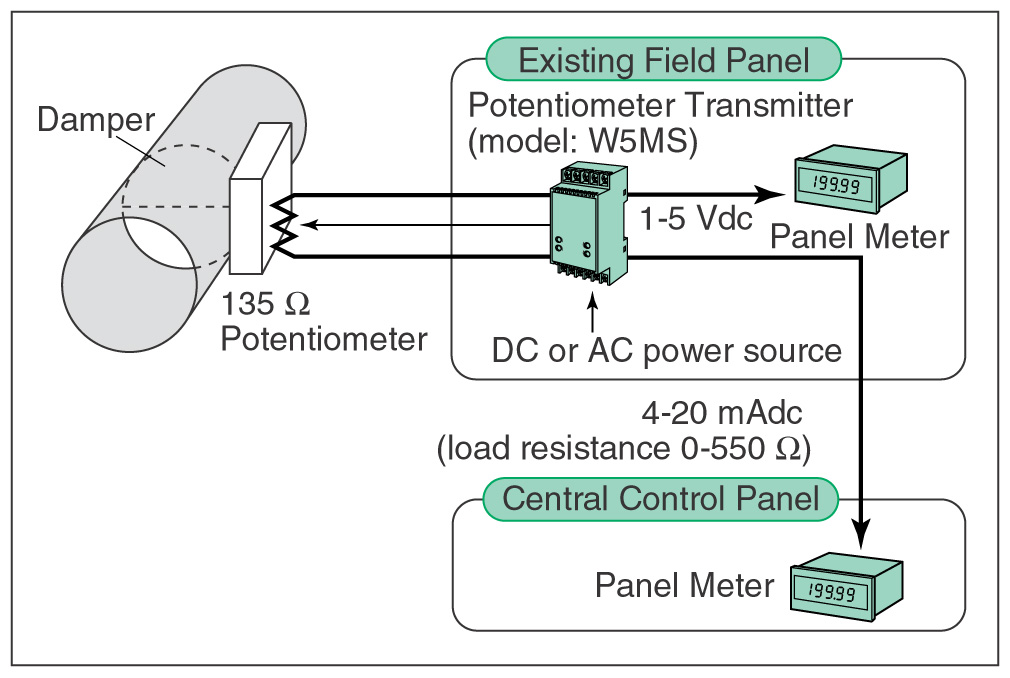 Existing Field Panel
Damper
Potentiometer Transmitter
(model: W5MS)
199.99
1-5 Vdc
Panel Meter
135 Ω
Potentiometer
DC or AC power source
4-20 mAdc
(load resistance 0-550 Ω)
Central Control Panel
Panel Meter
199.99